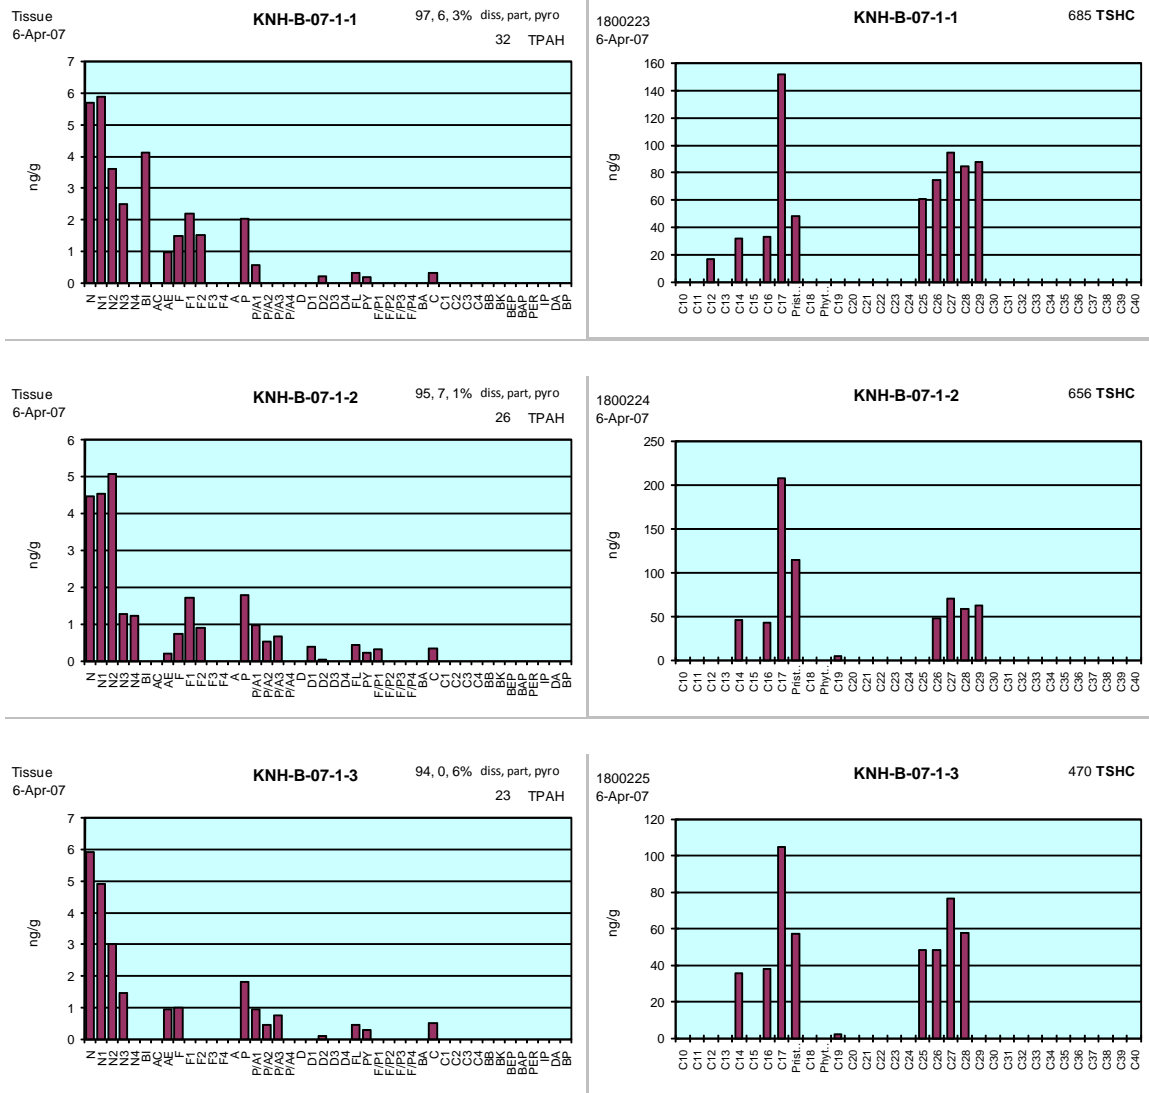 Tissue
6-Apr-07
KNH-B-07-1-1
97, 6, 3% diss, part, pyro
32 TPAH
7
6
5
4
3
2
1
0
ng/g
N N1 N2 N3 N4 BI AC AE F F1 F2 F3 F4 A P P/A1 P/A2 P/A3 P/A4 D D1 D2 D3 D4 FL PY F/P1 F/P2 F/P3 F/P4 BA C C1 C2 C3 C4 BB BK BEP BAP PER IP DA BP
1800223
6-Apr-07
KNH-B-07-1-1
685 TSHC
160
140
120
100
80
60
40
20
0
ng/g
C10 C11 C12 C13 C14 C15 C16 C17 Prist.. C18 Phyt.. C19 C20 C21 C22 C23 C24 C25 C26 C27 C28 C29 C30 C31 C32 C33 C34 C35 C36 C37 C38 C39 C40
Tissue
6-Apr-07
KNH-B-07-1-2
95, 7, 1% diss, part, pyro
26 TPAH
6
5
4
3
2
1
0
ng/g
N N1 N2 N3 N4 BI AC AE F F1 F2 F3 F4 A P P/A1 P/A2 P/A3 P/A4 D D1 D2 D3 D4 FL PY F/P1 F/P2 F/P3 F/P4 BA C C1 C2 C3 C4 BB BK BEP BAP PER IP DA BP
1800224
6-Apr-07
KNH-B-07-1-2
656 TSHC
250
200
150
100
50
0
ng/g
C10 C11 C12 C13 C14 C15 C16 C17 Prist.. C18 Phyt.. C19 C20 C21 C22 C23 C24 C25 C26 C27 C28 C29 C30 C31 C32 C33 C34 C35 C36 C37 C38 C39 C40
Tissue
6-Apr-07
KNH-B-07-1-3
94, 0, 6% diss, part, pyro
23 TPAH
7
6
5
4
3
2
1
0
ng/g
N N1 N2 N3 N4 BI AC AE F F1 F2 F3 F4 A P P/A1 P/A2 P/A3 P/A4 D D1 D2 D3 D4 FL PY F/P1 F/P2 F/P3 F/P4 BA C C1 C2 C3 C4 BB BK BEP BAP PER IP DA BP
1800225
6-Apr-07
KNH-B-07-1-3
470 TSHC
120
100
80
60
40
20
0
ng/g
C10 C11 C12 C13 C14 C15 C16 C17 Prist.. C18 Phyt.. C19 C20 C21 C22 C23 C24 C25 C26 C27 C28 C29 C30 C31 C32 C33 C34 C35 C36 C37 C38 C39 C40